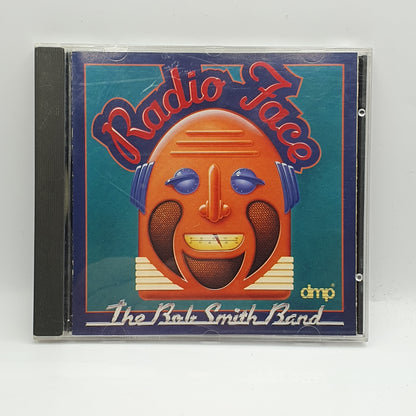 Radio Face
dmp®
The Bob Smith Band